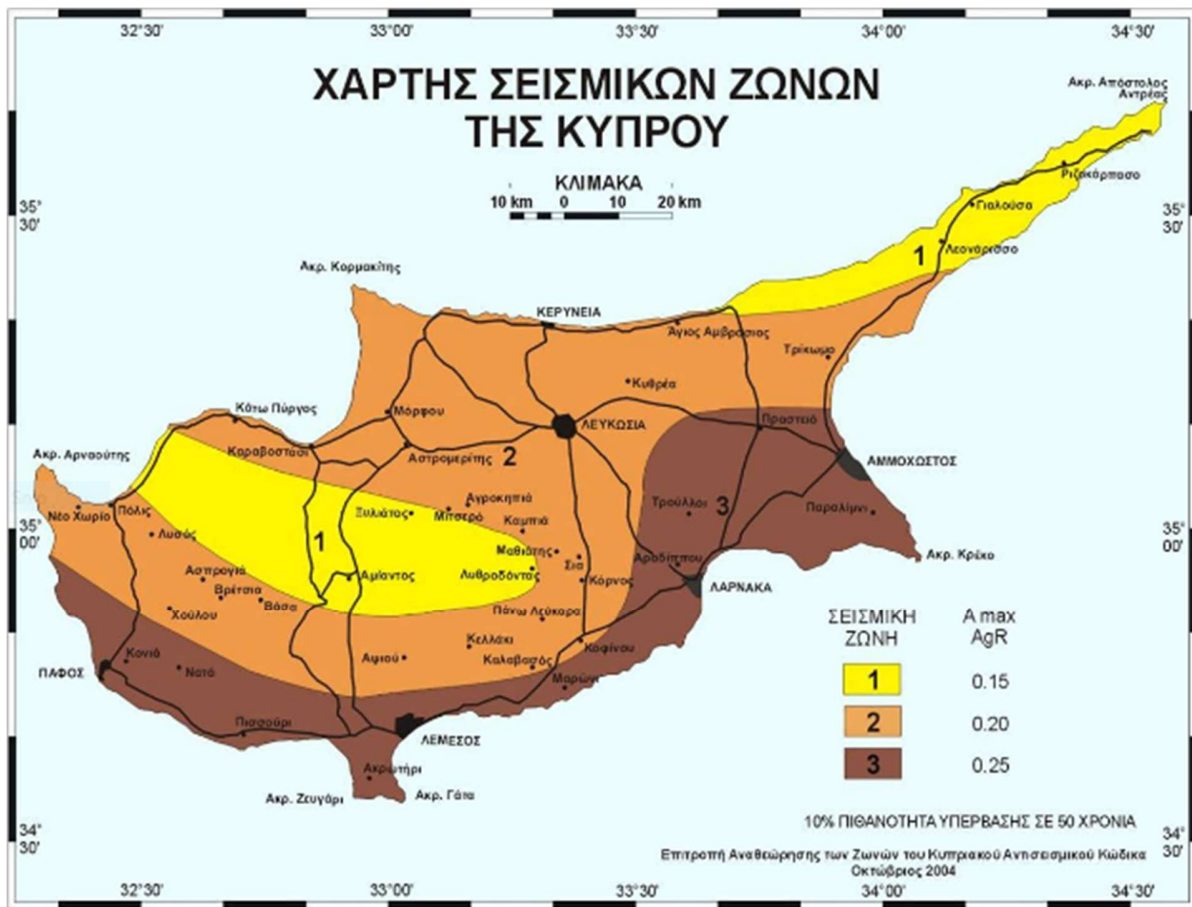 32°30'
33°00'
33°30'
34°00'
34°30'
ΧΑΡΤΗΣ ΣΕΙΣΜΙΚΩΝ ΖΩΝΩΝ
ΤΗΣ ΚΥΠΡΟΥ
ΚΛΙΜΑΚΑ
10 km 0 10 20 km
Ακρ. Απόστολος
Αντρέας
Ριζοκάρπασο
35°
30'
35°
30'
Γιαλούσα
Λεονάρισσο
1
Ακρ. Κορμακίτης
ΚΕΡΥΝΕΙΑ
Άγιος Αμβρόσιος
Τρίκωμο
Κυθρέα
Κάτω Πύργος
Μόρφου
Πραστειό
Καραβοστάσι
ΛΕΥΚΩΣΙΑ
Ακρ. Αρναούτης
Αστρομερίτης
2
ΑΜΜΟΧΩΣΤΟΣ
Νέο Χωρίο
Πόλις
Ξυλιάτος
Αγροκηπιά
Μιτσερό
Καμπιά
Τρούλλοι
3
Παραλίμνι
35°
00'
35°
00'
Λυσός
1
Μαθιάτης
Σια
Αραδίππου
Ακρ. Κρέκο
Ασπρογιά
Αμίαντος
Λυθροδόντας
Κόρνος
ΛΑΡΝΑΚΑ
Βρέτσια
Βάσα
Χούλου
Πάνω Λεύκαρα
Κελλάκι
Κοφίνου
Κονιά
Αψιού
Καλαβασός
ΠΑΦΟΣ
Νατά
Μαρώνι
Πισσούρι
ΛΕΜΕΣΟΣ
Ακρωτήρι
Ακρ. Ζευγάρι
Ακρ. Γάτα
ΣΕΙΣΜΙΚΗ
ΖΩΝΗ
A max
AgR
1 0.15
2 0.20
3 0.25
10% ΠΙΘΑΝΟΤΗΤΑ ΥΠΕΡΒΑΣΗΣ ΣΕ 50 ΧΡΟΝΙΑ
34°
30'
34°
30'
Επιτροπή Αναθεώρησης των Ζωνών του Κυπριακού Αντισεισμικού Κώδικα
Οκτώβριος 2004
32°30'
33°00'
33°30'
34°00'
34°30'